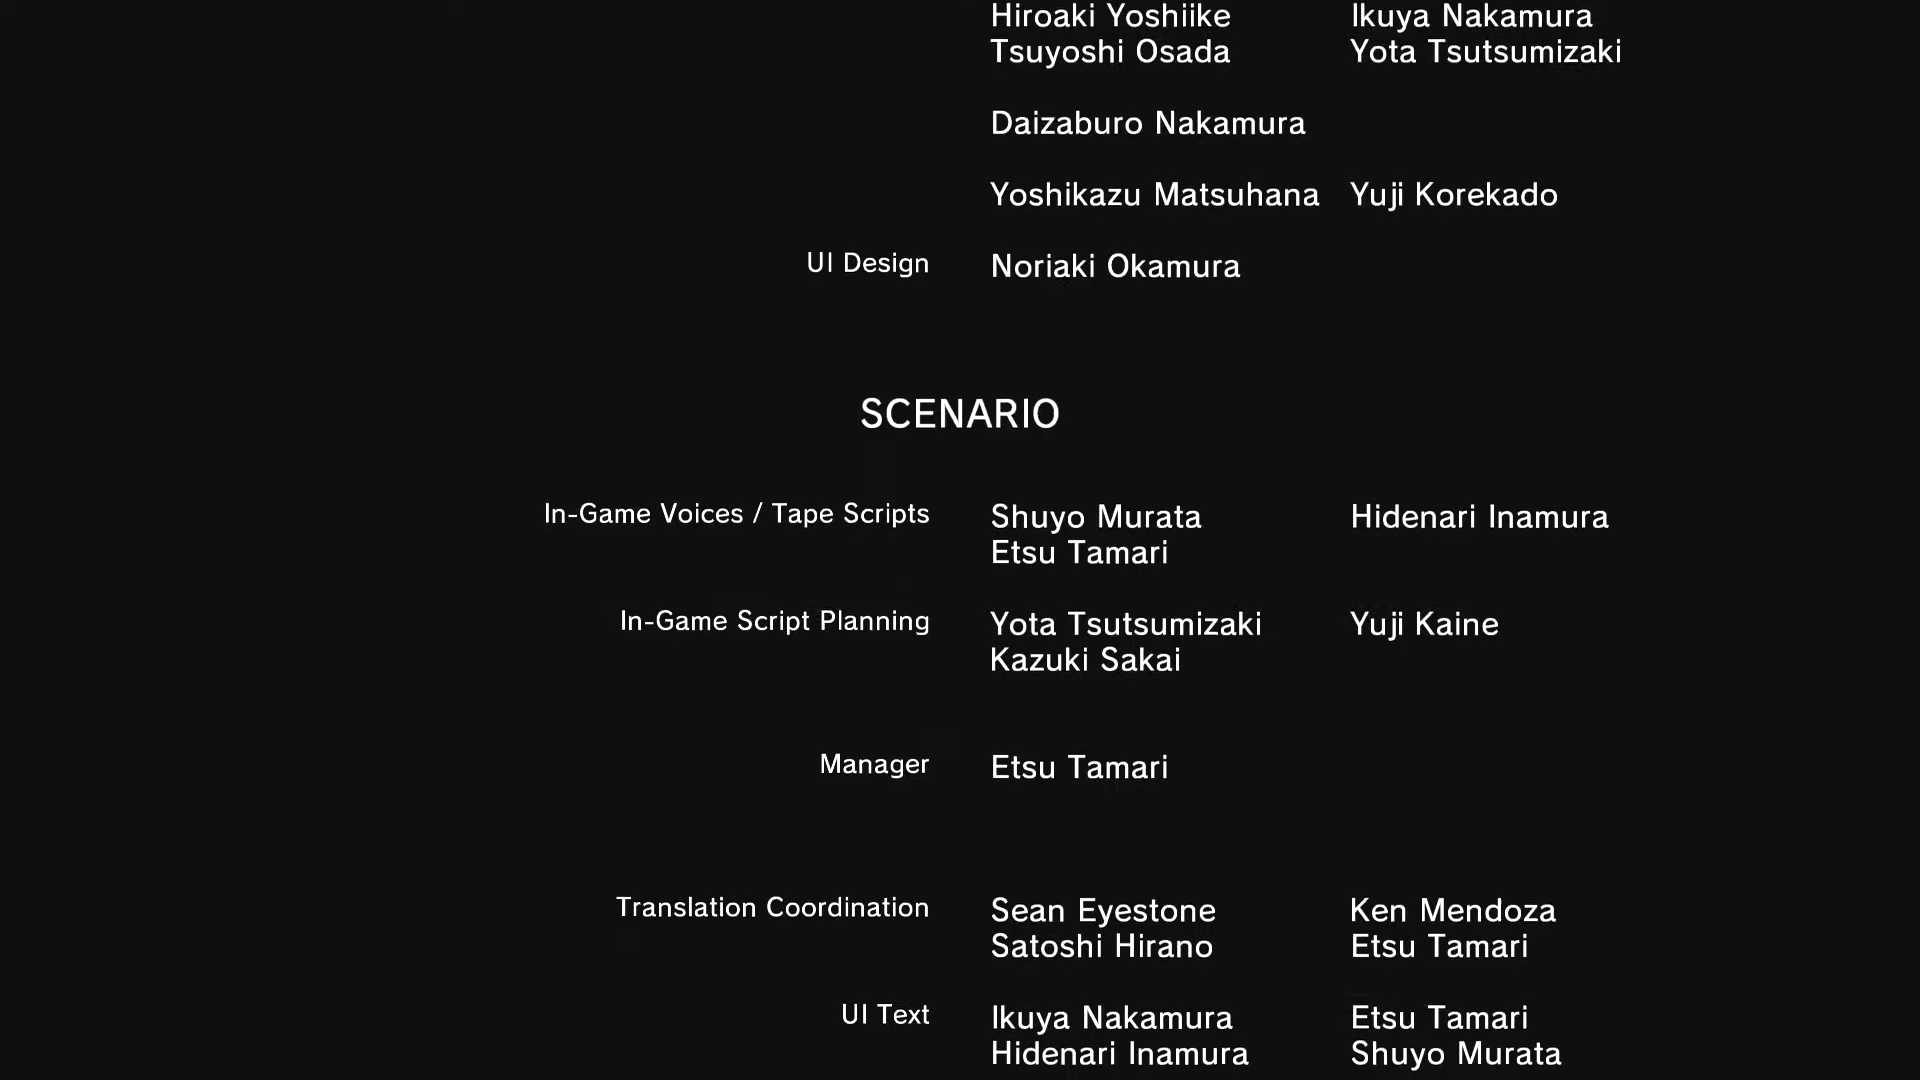 Hiroaki Yoshiike Ikuya Nakamura
Tsuyoshi Osada Yota Tsutsumizaki
Daizaburo Nakamura
Yoshikazu Matsuhana Yuji Korekado
UI Design Noriaki Okamura
SCENARIO
In-Game Voices / Tape Scripts Shuyo Murata Hidenari Inamura
Etsu Tamari
In-Game Script Planning Yota Tsutsumizaki Yuji Kaine
Kazuki Sakai
Manager Etsu Tamari
Translation Coordination Sean Eyestone Ken Mendoza
Satoshi Hirano Etsu Tamari
UI Text Ikuya Nakamura Etsu Tamari
Hidenari Inamura Shuyo Murata